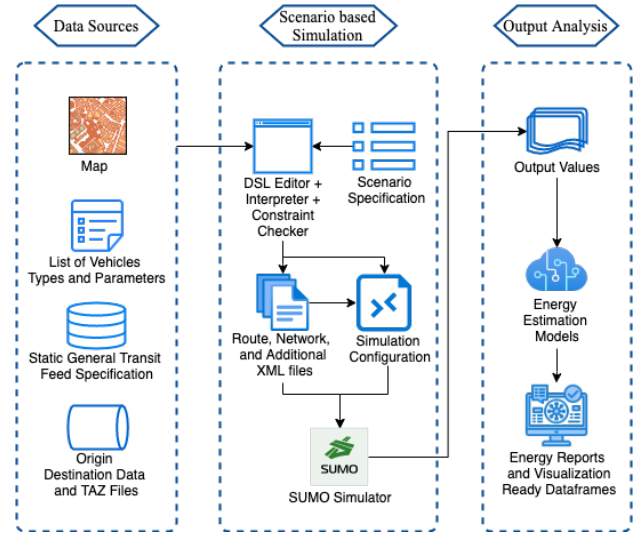 Data Sources
Scenario based
Simulation
Output Analysis
Map
List of Vehicles
Types and Parameters
Static General Transit
Feed Specification
Origin
Destination Data
and TAZ Files
DSL Editor +
Interpreter +
Constraint
Checker
Scenario
Specification
Route, Network,
and Additional
XML files
Simulation
Configuration
SUMO
SUMO Simulator
Output Values
Energy
Estimation
Models
Energy Reports
and Visualization
Ready Dataframes